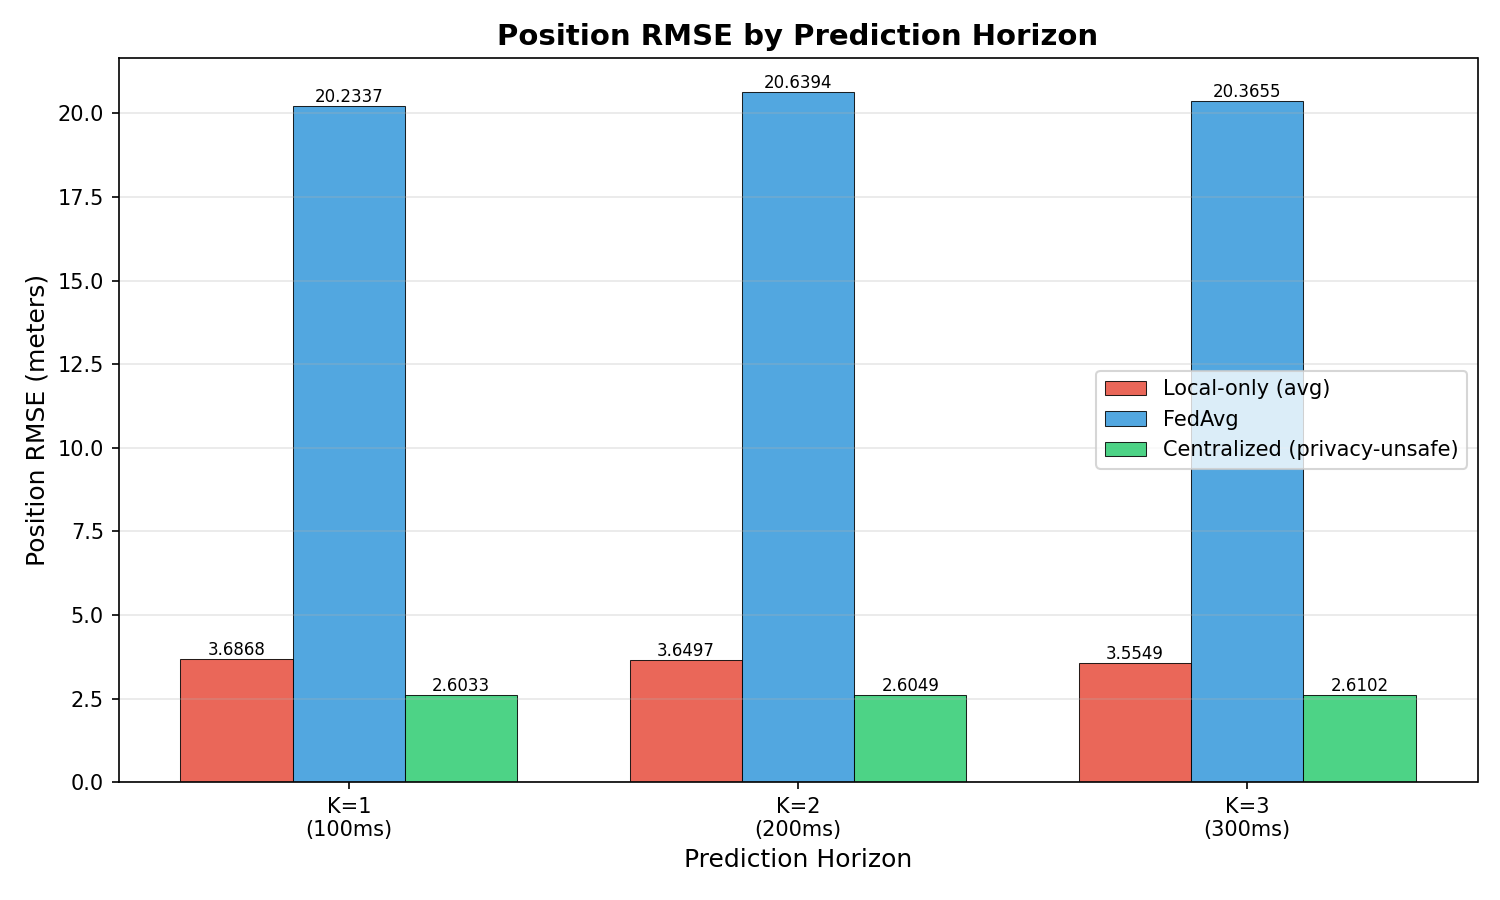 Position RMSE by Prediction Horizon
Position RMSE (meters)
20.0
17.5
15.0
12.5
10.0
7.5
5.0
2.5
0.0
3.6868
20.2337
2.6033
3.6497
20.6394
2.6049
3.5549
20.3655
2.6102
Local-only (avg)
FedAvg
Centralized (privacy-unsafe)
K=1
(100ms)
K=2
(200ms)
K=3
(300ms)
Prediction Horizon